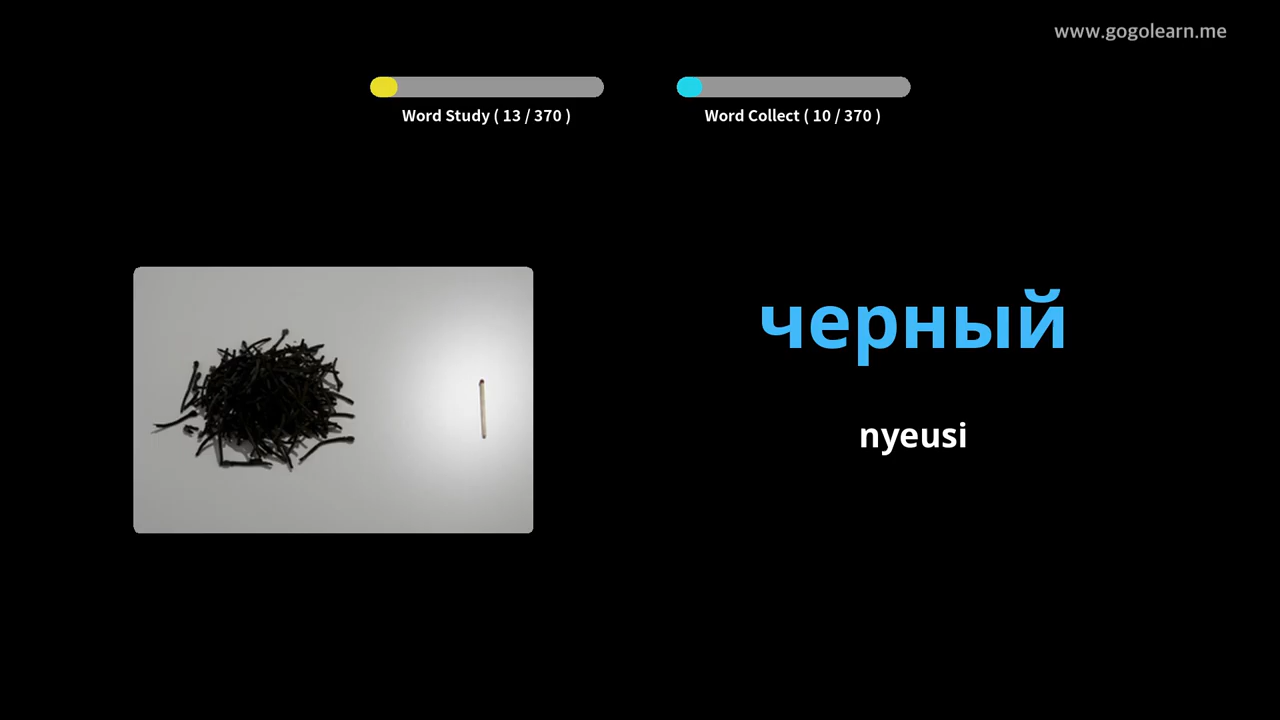 www.gogolearn.me
Word Study ( 13 / 370 )
Word Collect ( 10 / 370 )
черный
nyeusi